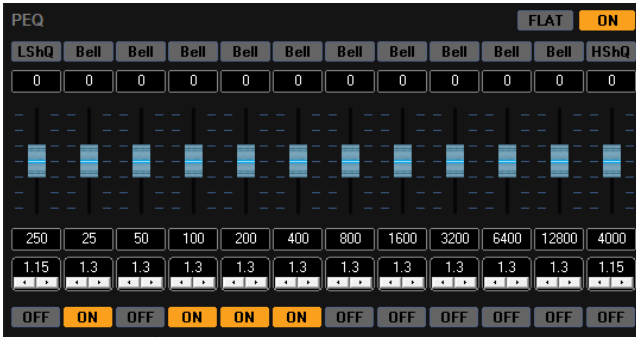 PEQ FLAT ON
LShQ Bell Bell Bell Bell Bell Bell Bell Bell Bell Bell HShQ
0 0 0 0 0 0 0 0 0 0 0 0
250 25 50 100 200 400 800 1600 3200 6400 12800 4000
1.15 1.3 1.3 1.3 1.3 1.3 1.3 1.3 1.3 1.3 1.3 1.15
OFF ON OFF ON ON ON OFF OFF OFF OFF OFF OFF